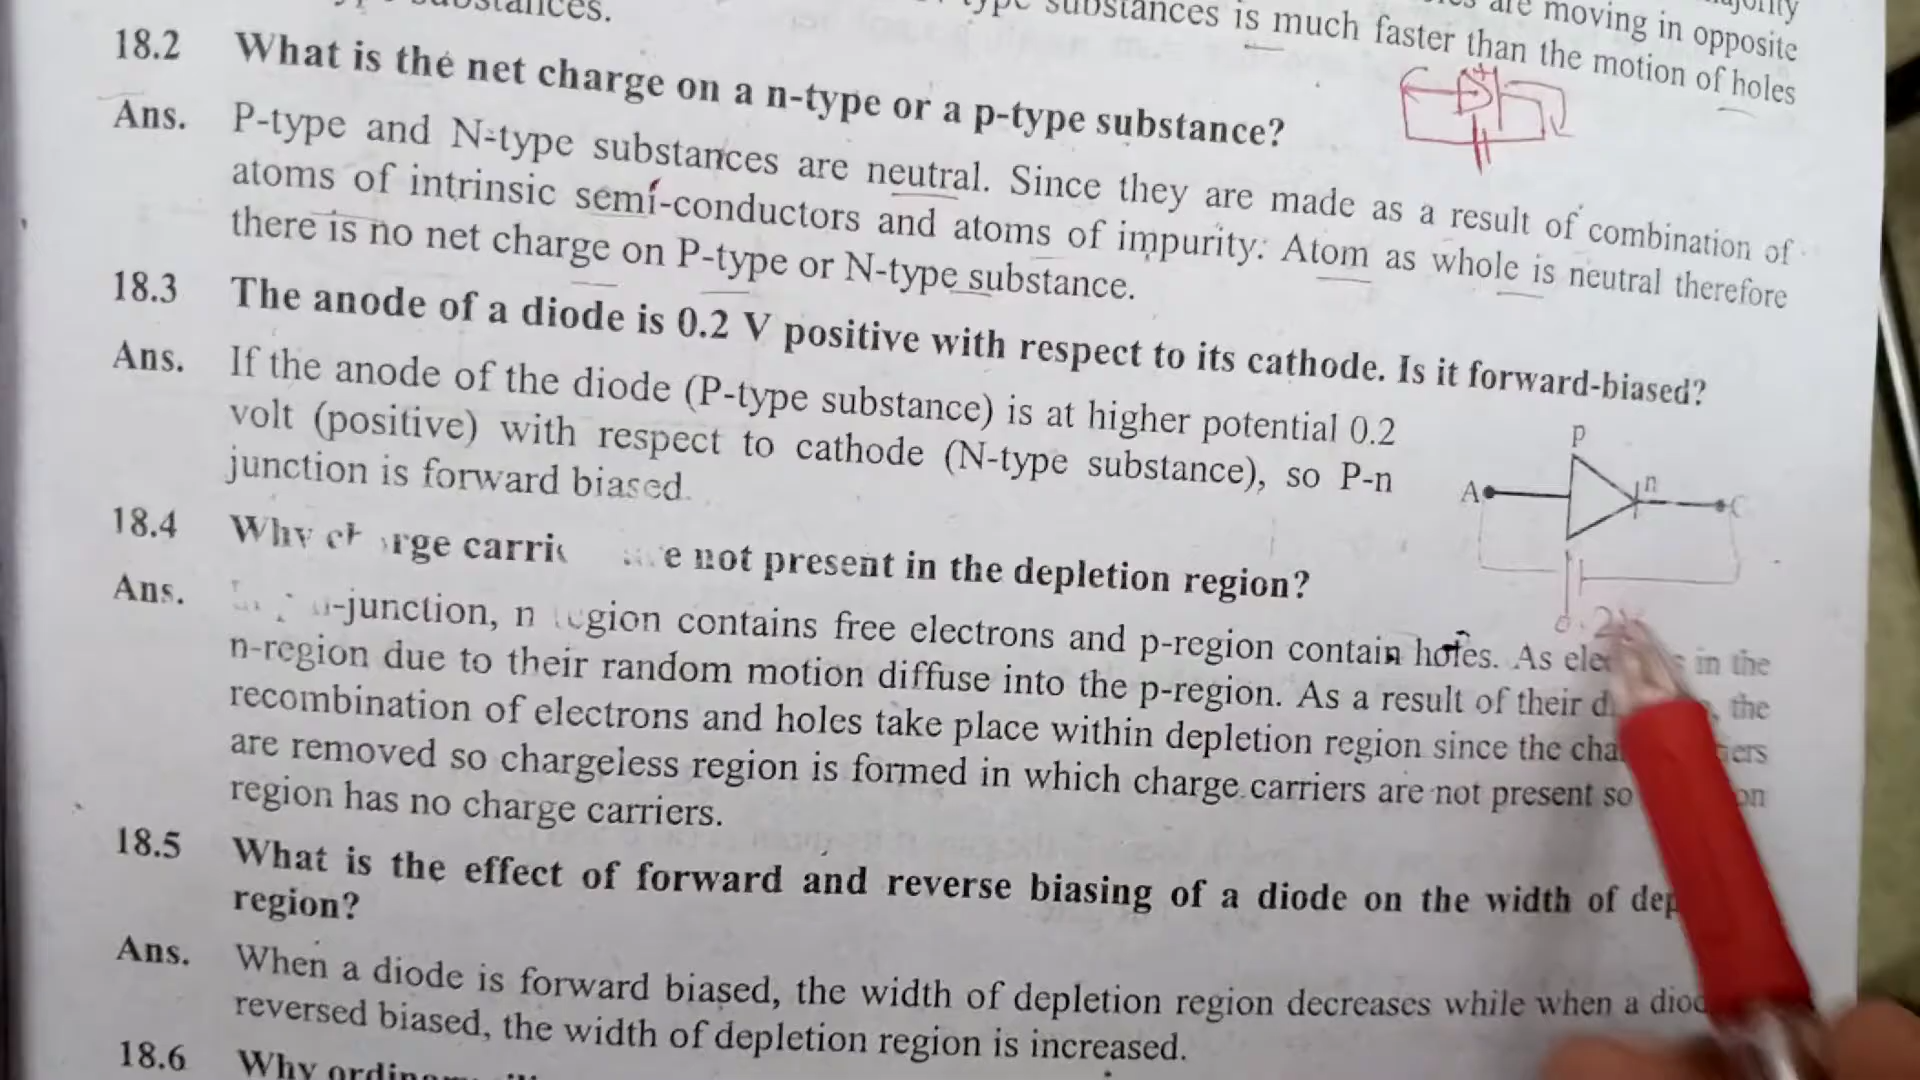 substances.
substances is much faster than the motion of holes
are moving in opposite
18.2 What is the net charge on a n-type or a p-type substance?
Ans. P-type and N-type substances are neutral. Since they are made as a result of combination of
atoms of intrinsic semi-conductors and atoms of impurity: Atom as whole is neutral therefore
there is no net charge on P-type or N-type substance.
18.3 The anode of a diode is 0.2 V positive with respect to its cathode. Is it forward-biased?
Ans. If the anode of the diode (P-type substance) is at higher potential 0.2
volt (positive) with respect to cathode (N-type substance), so P-n
junction is forward biased.
p
n
A
C
18.4 Why not present in the depletion region?
Ans. -junction, n region contains free electrons and p-region contain holes. As in the
n-region due to their random motion diffuse into the p-region. As a result of their the
recombination of electrons and holes take place within depletion region since the
are removed so chargeless region is formed in which charge carriers are not present so
region has no charge carriers.
18.5 What is the effect of forward and reverse biasing of a diode on the width of
region?
Ans. When a diode is forward biased, the width of depletion region decreases while when a
reversed biased, the width of depletion region is increased.
18.6 Why